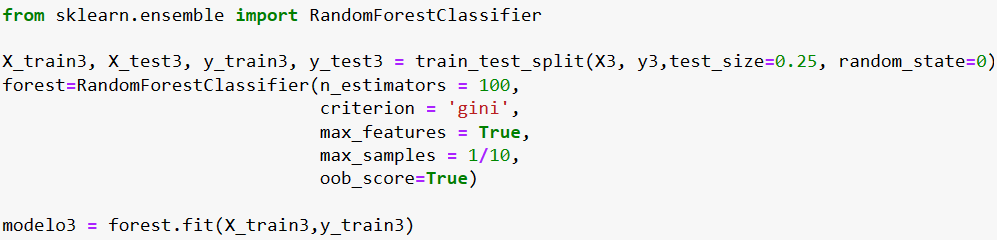 from sklearn.ensemble import RandomForestClassifier
X_train3, X_test3, y_train3, y_test3 = train_test_split(X3, y3,test_size=0.25, random_state=0)
forest=RandomForestClassifier(n_estimators = 100,
criterion = 'gini',
max_features = True,
max_samples = 1/10,
oob_score=True)
modelo3 = forest.fit(X_train3,y_train3)